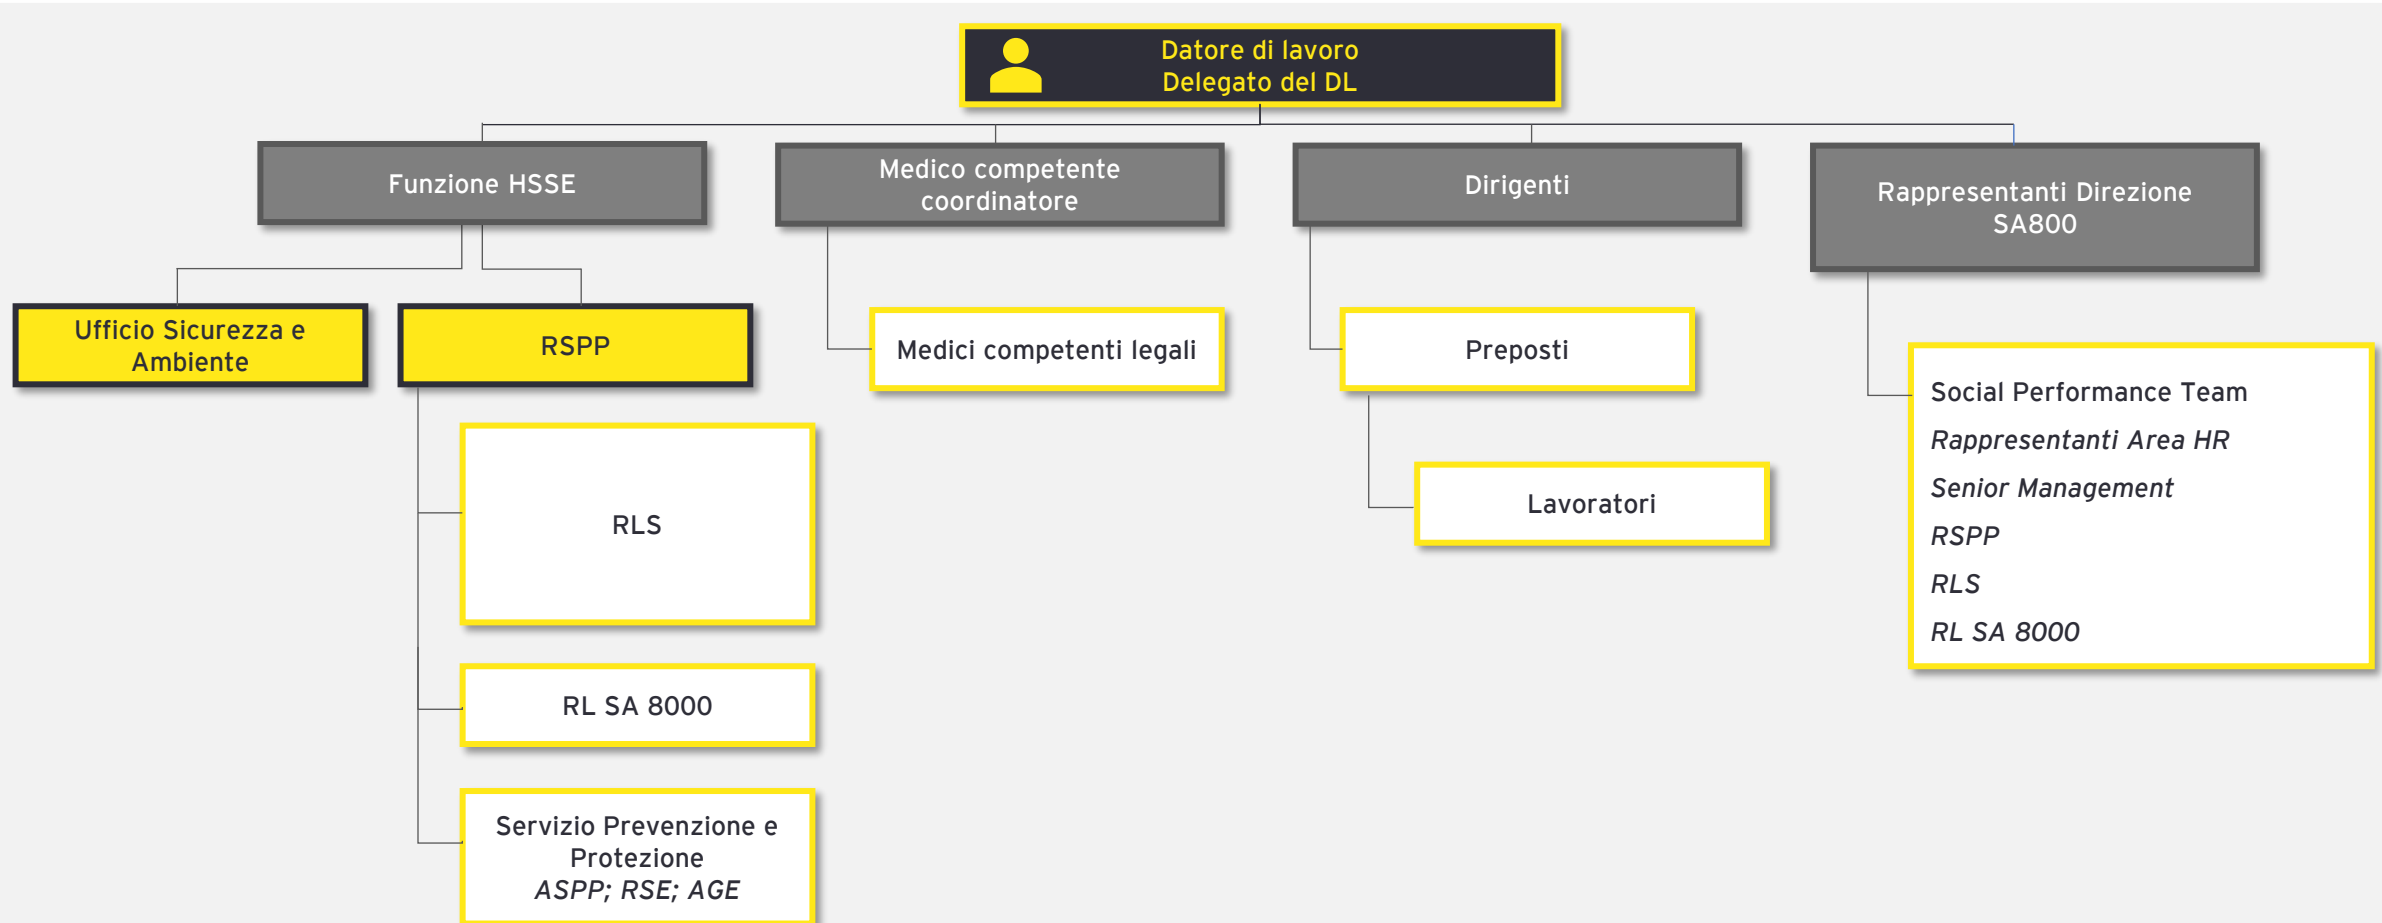 Datore di lavoro
Delegato del DL
Funzione HSSE
Medico competente
coordinatore
Dirigenti
Rappresentanti Direzione
SA800
Ufficio Sicurezza e
Ambiente
RSPP
Medici competenti legali
Preposti
Social Performance Team
Rappresentanti Area HR
Senior Management
RSPP
RLS
RL SA 8000
RLS
Lavoratori
RL SA 8000
Servizio Prevenzione e
Protezione
ASPP; RSE; AGE